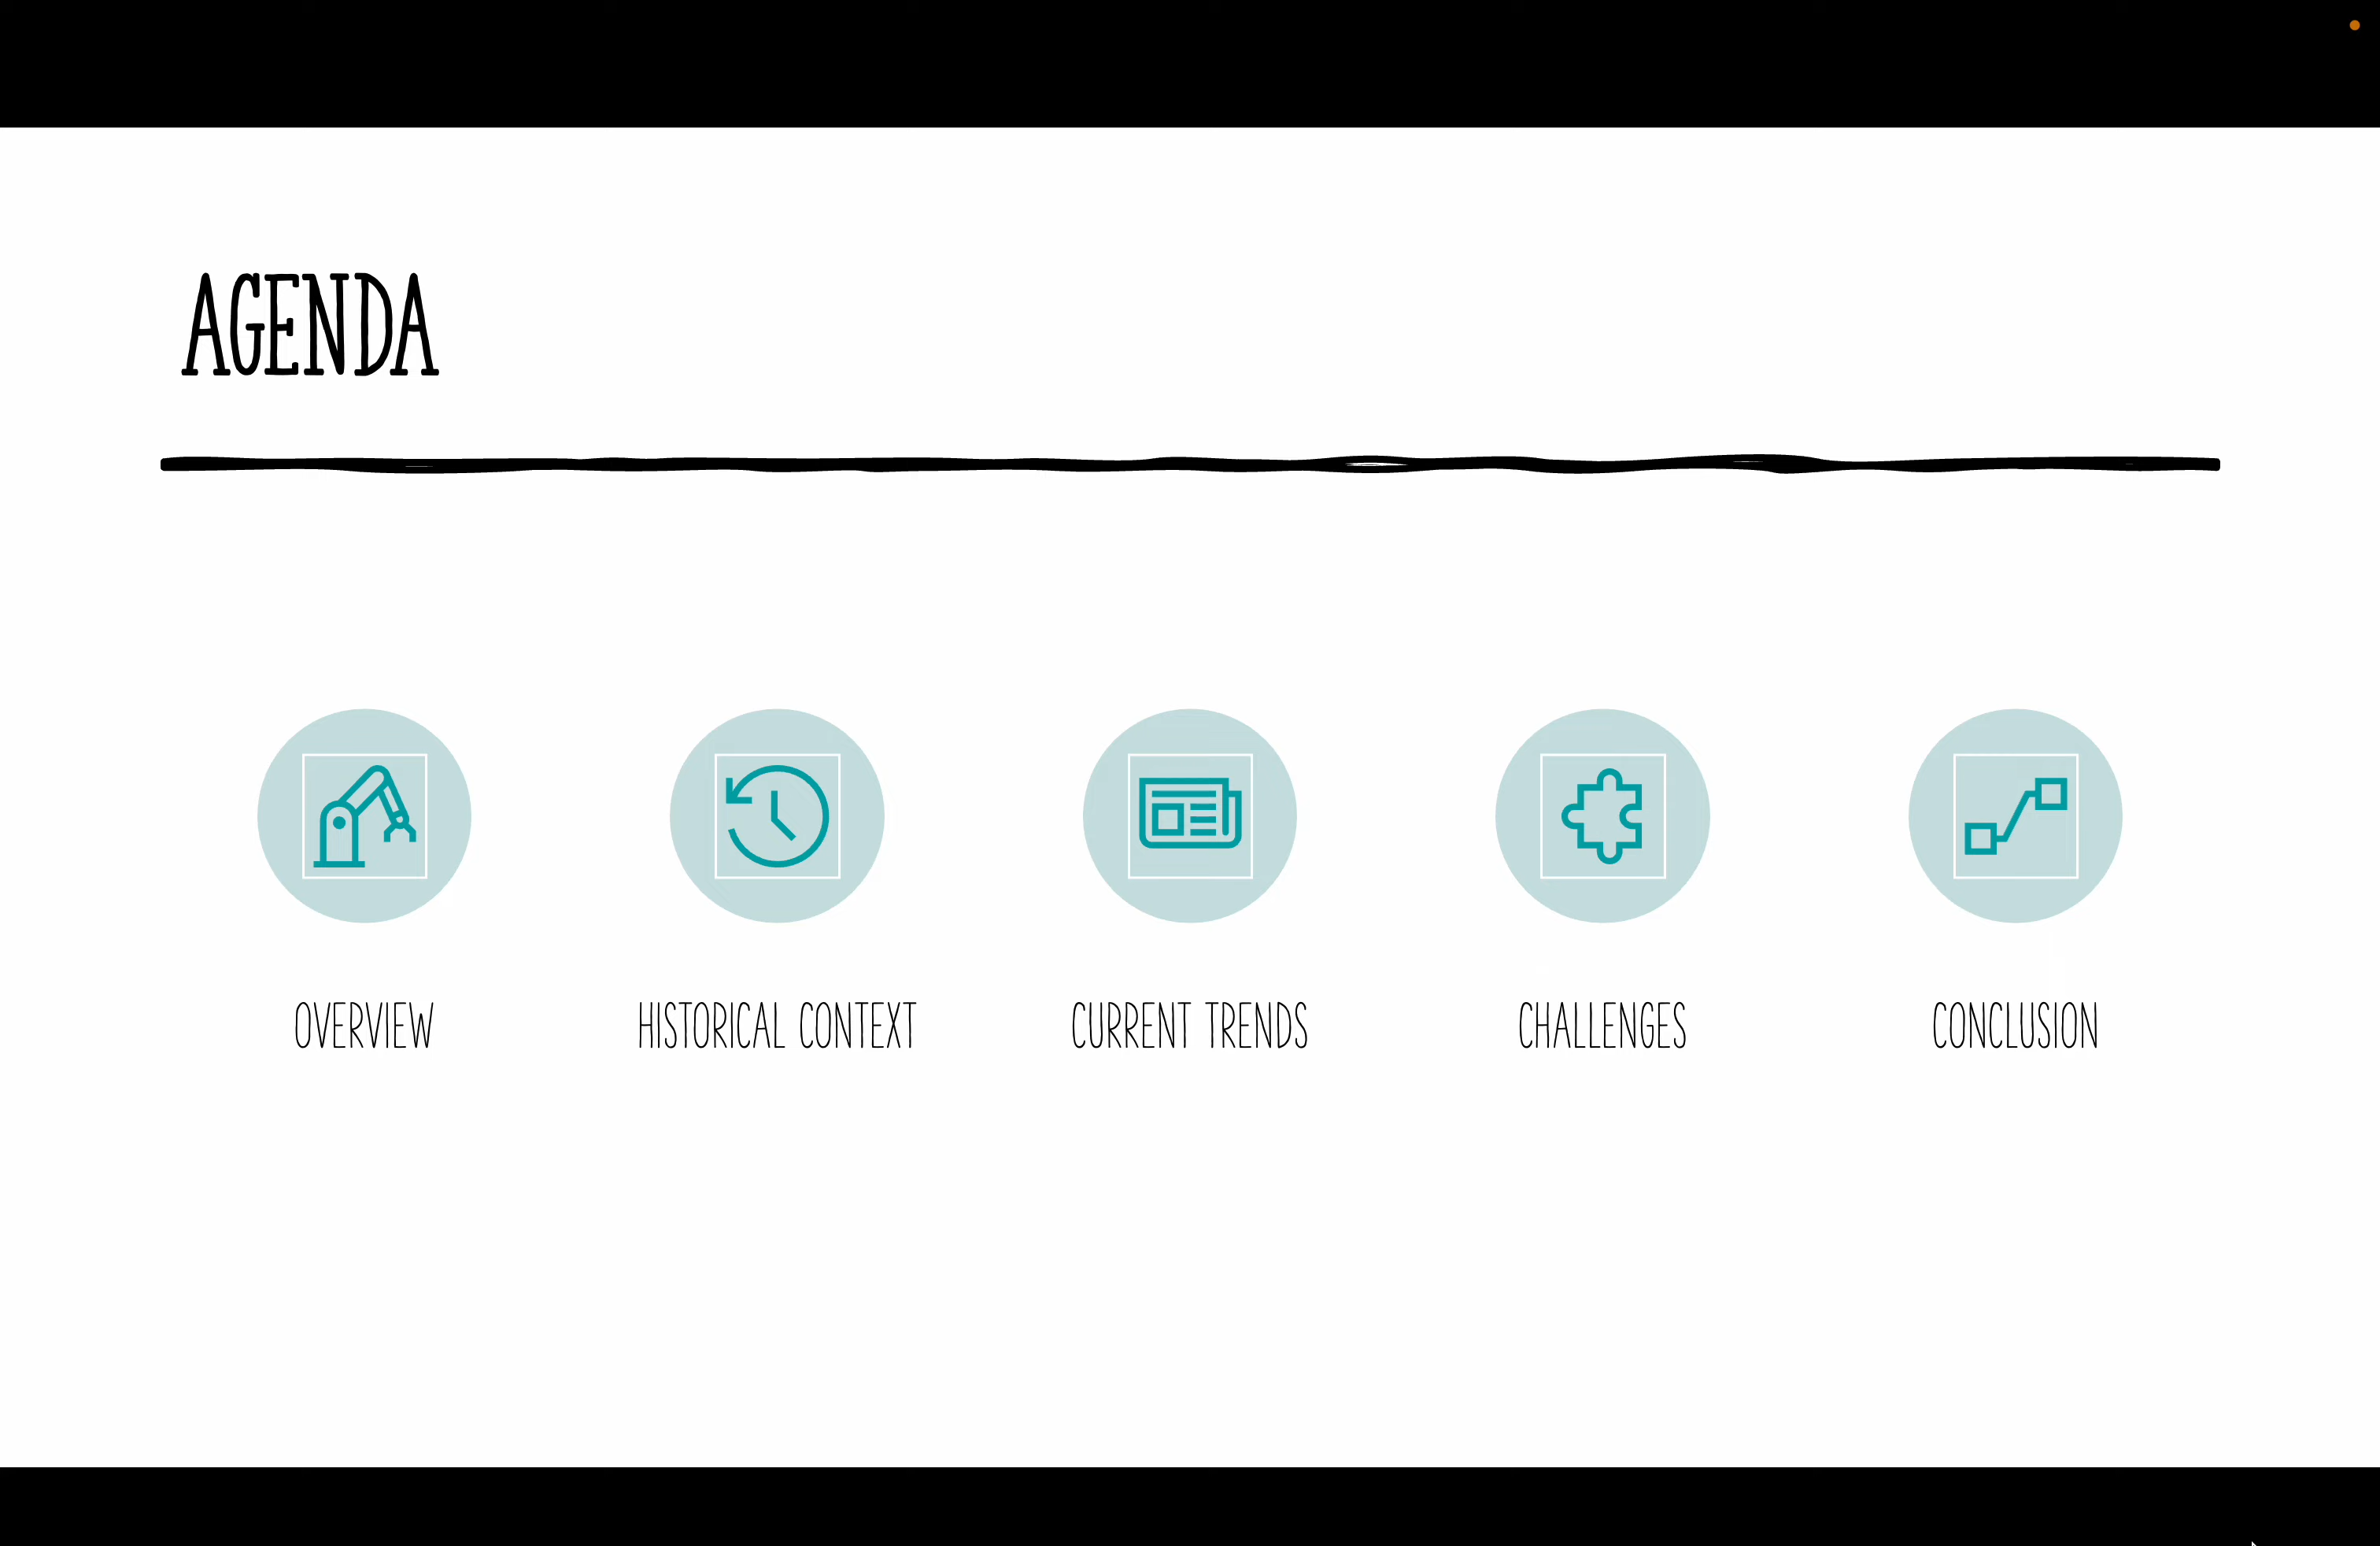 AGENDA
OVERVIEW
HISTORICAL CONTEXT
CURRENT TRENDS
CHALLENGES
CONCLUSION